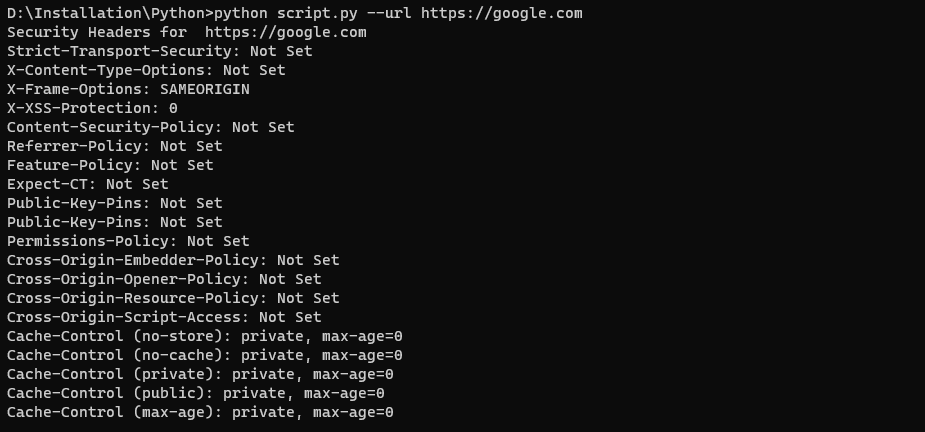 D:\Installation\Python>python script.py --url https://google.com
Security Headers for  https://google.com
Strict-Transport-Security: Not Set
X-Content-Type-Options: Not Set
X-Frame-Options: SAMEORIGIN
X-XSS-Protection: 0
Content-Security-Policy: Not Set
Referrer-Policy: Not Set
Feature-Policy: Not Set
Expect-CT: Not Set
Public-Key-Pins: Not Set
Public-Key-Pins: Not Set
Permissions-Policy: Not Set
Cross-Origin-Embedder-Policy: Not Set
Cross-Origin-Opener-Policy: Not Set
Cross-Origin-Resource-Policy: Not Set
Cross-Origin-Script-Access: Not Set
Cache-Control (no-store): private, max-age=0
Cache-Control (no-cache): private, max-age=0
Cache-Control (private): private, max-age=0
Cache-Control (public): private, max-age=0
Cache-Control (max-age): private, max-age=0